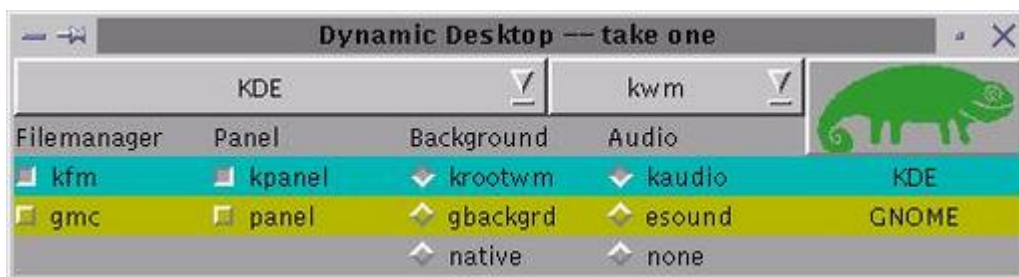 Dynamic Desktop -- take one
KDE kwm
Filemanager Panel Background Audio
kfm kpanel krootwm kaudio KDE
gmc panel gbackgrd esound GNOME
native none